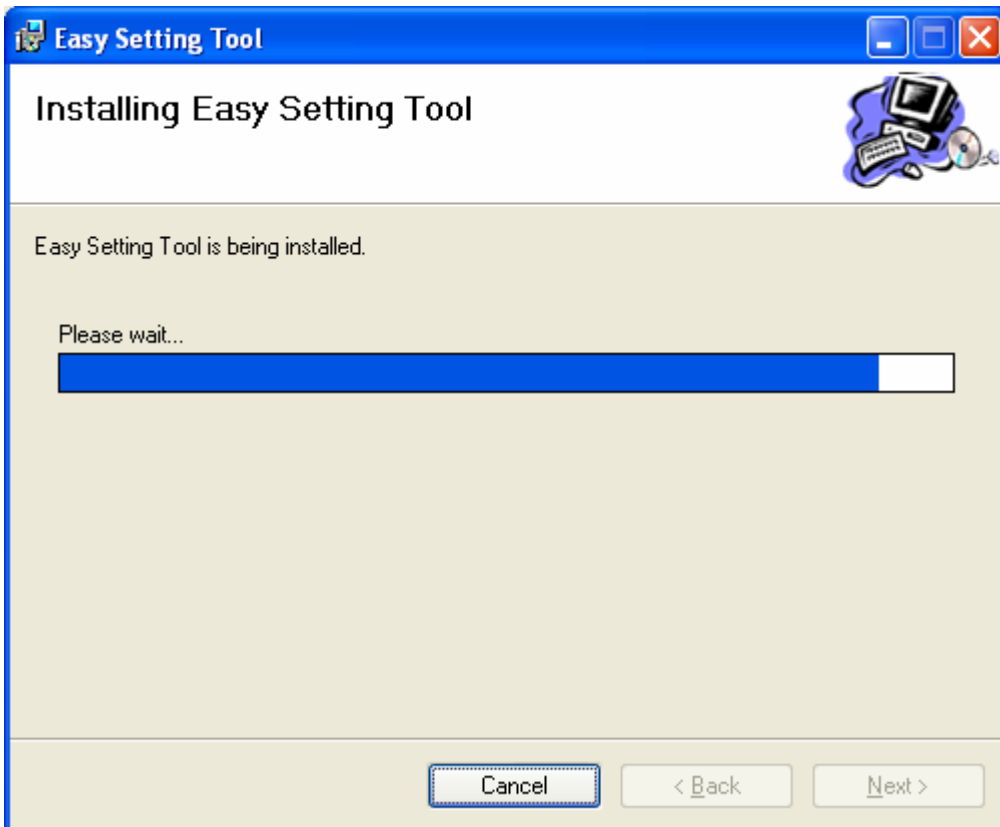 Easy Setting Tool
Installing Easy Setting Tool
Easy Setting Tool is being installed.
Please wait...
Cancel
< Back
Next >